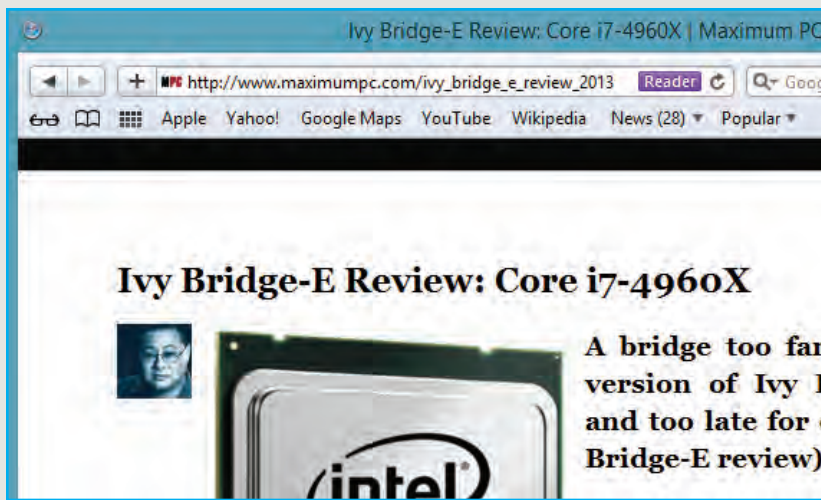 Ivy Bridge-E Review: Core i7-4960X | Maximum PC
MPC http://www.maximumpc.com/ivy_bridge_e_review_2013 Reader
Apple Yahoo! Google Maps YouTube Wikipedia News (28) Popular
Ivy Bridge-E Review: Core i7-4960X
A bridge too
version of Ivy
and too late for
Bridge-E review)
intel